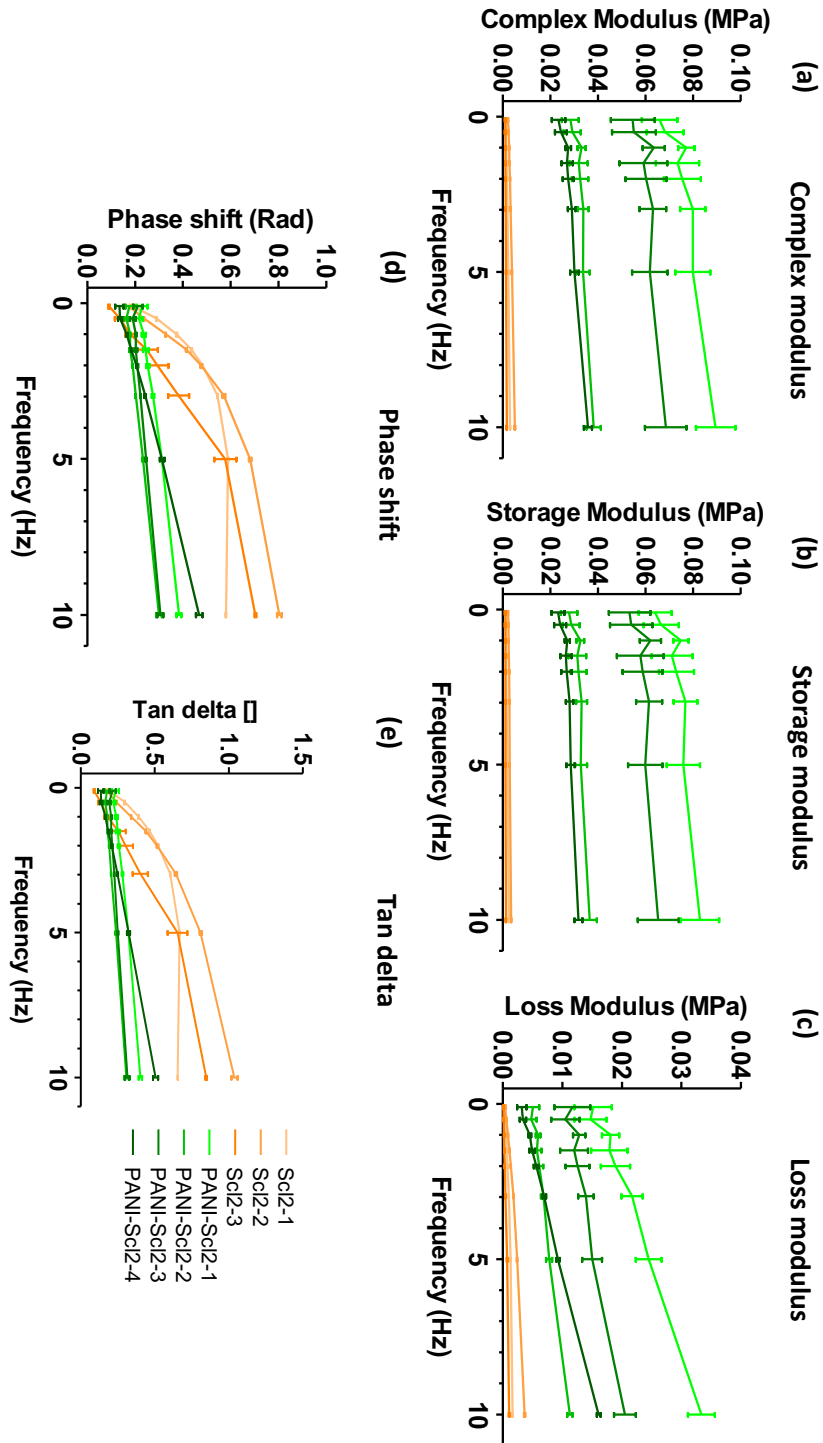 (a)
Complex modulus
Complex Modulus (MPa)
0.10
0.08
0.06
0.04
0.02
0.00
0
5
10
Frequency (Hz)
(b)
Storage modulus
Storage Modulus (MPa)
0.10
0.08
0.06
0.04
0.02
0.00
0
5
10
Frequency (Hz)
(c)
Loss modulus
Loss Modulus (MPa)
0.04
0.03
0.02
0.01
0.00
0
5
10
Frequency (Hz)
(d)
Phase shift
Phase shift (Rad)
1.0
0.8
0.6
0.4
0.2
0.0
0
5
10
Frequency (Hz)
(e)
Tan delta
Tan delta []
1.5
1.0
0.5
0.0
0
5
10
Frequency (Hz)
Scl2-1
Scl2-2
Scl2-3
PANI-Scl2-1
PANI-Scl2-2
PANI-Scl2-3
PANI-Scl2-4